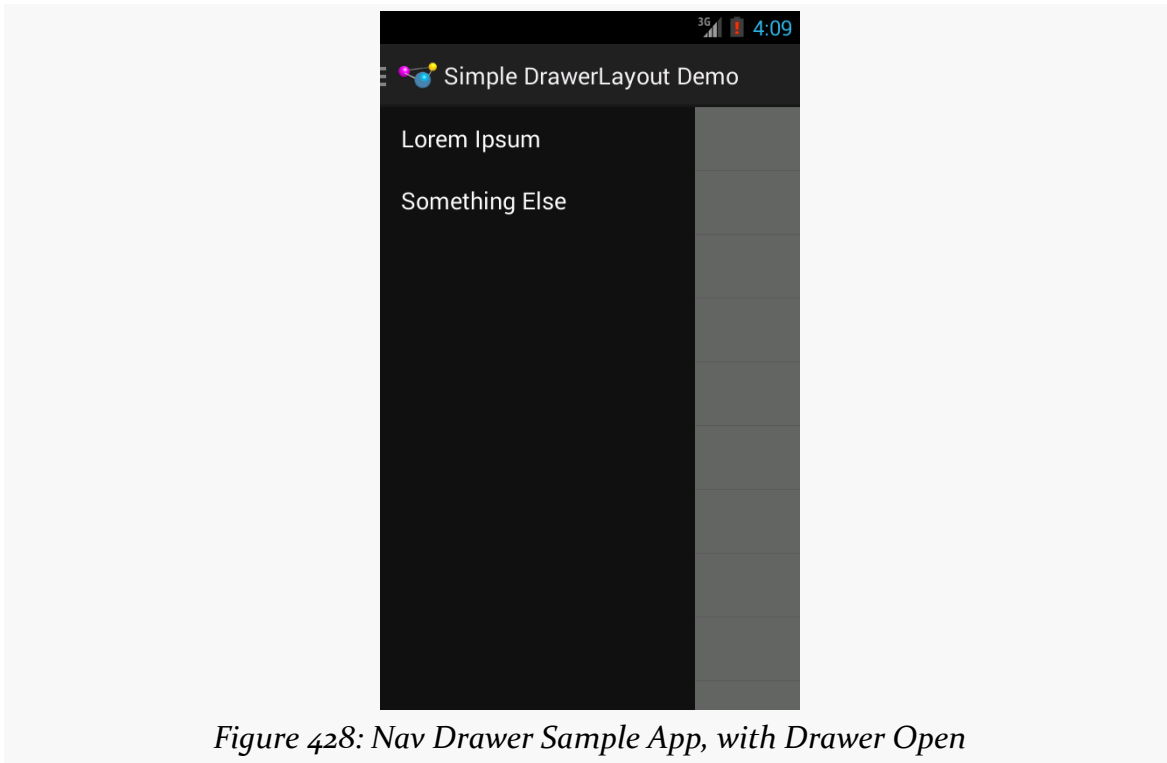 3G 4:09
Simple DrawerLayout Demo
Lorem Ipsum
Something Else
Figure 428: Nav Drawer Sample App, with Drawer Open